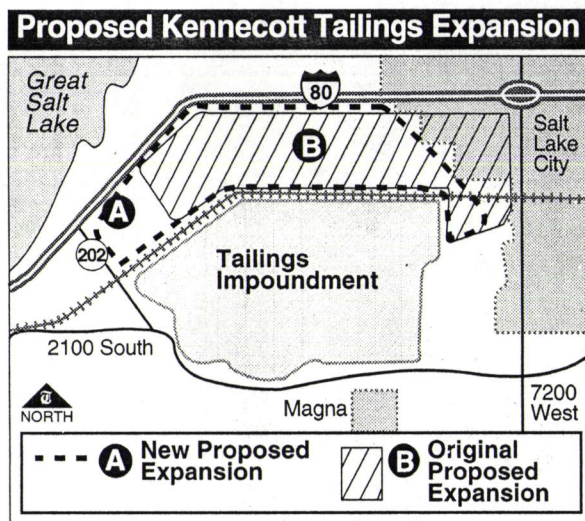 Proposed Kennecott Tailings Expansion
Great
Salt
Lake
80
B
Salt
Lake
City
A
202
Tailings
Impoundment
2100 South
NORTH
Magna
7200
West
A New Proposed
Expansion
B Original
Proposed
Expansion